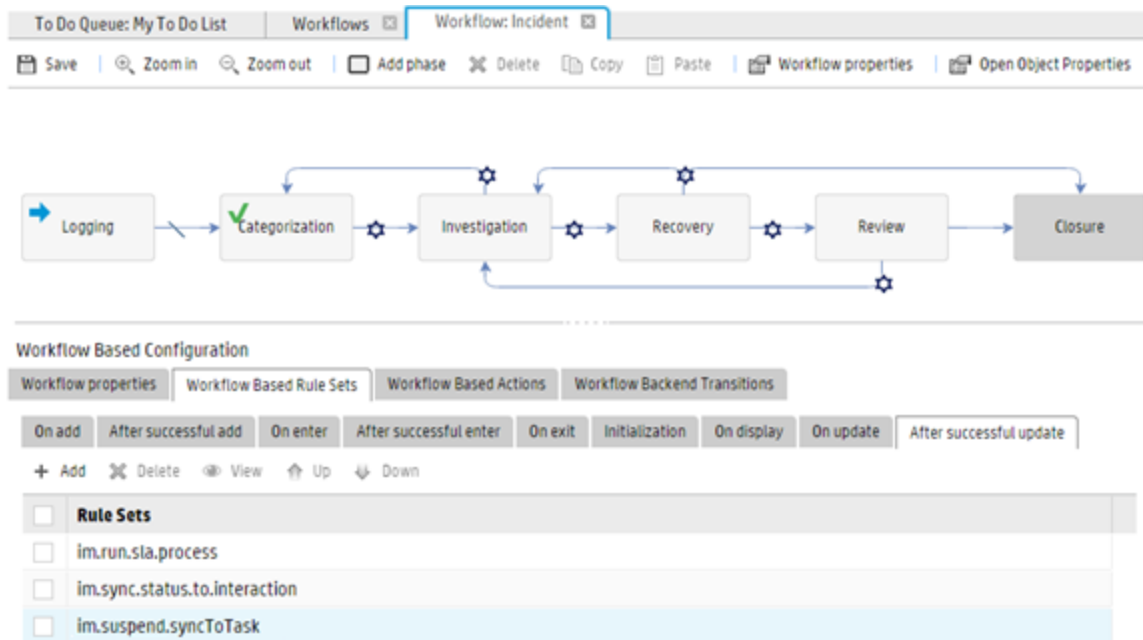 To Do Queue: My To Do List Workflows Workflow: Incident
Save Zoom in Zoom out Add phase Delete Copy Paste Workflow properties Open Object Properties
Logging Categorization Investigation Recovery Review Closure
Workflow Based Configuration
Workflow properties Workflow Based Rule Sets Workflow Based Actions Workflow Backend Transitions
On add After successful add On enter After successful enter On exit Initialization On display On update After successful update
Add Delete View Up Down
Rule Sets
im.run.sla.process
im.sync.status.to.interaction
im.suspend.syncToTask